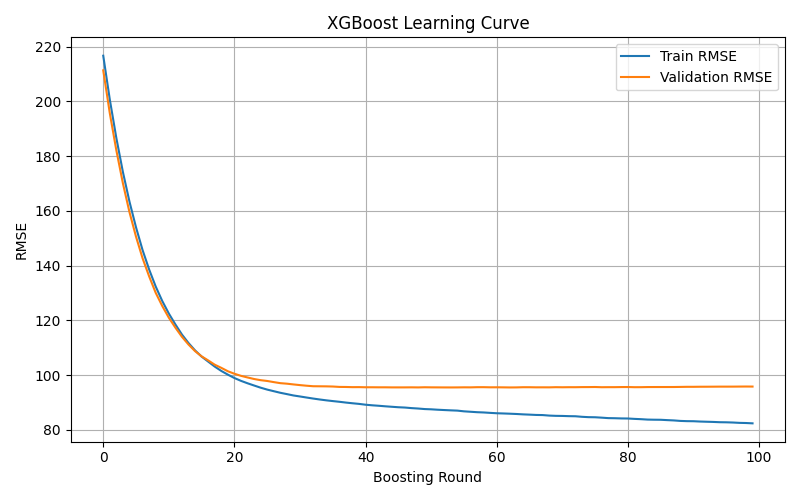 XGBoost Learning Curve
Train RMSE
Validation RMSE
RMSE
220
200
180
160
140
120
100
80
0 20 40 60 80 100
Boosting Round